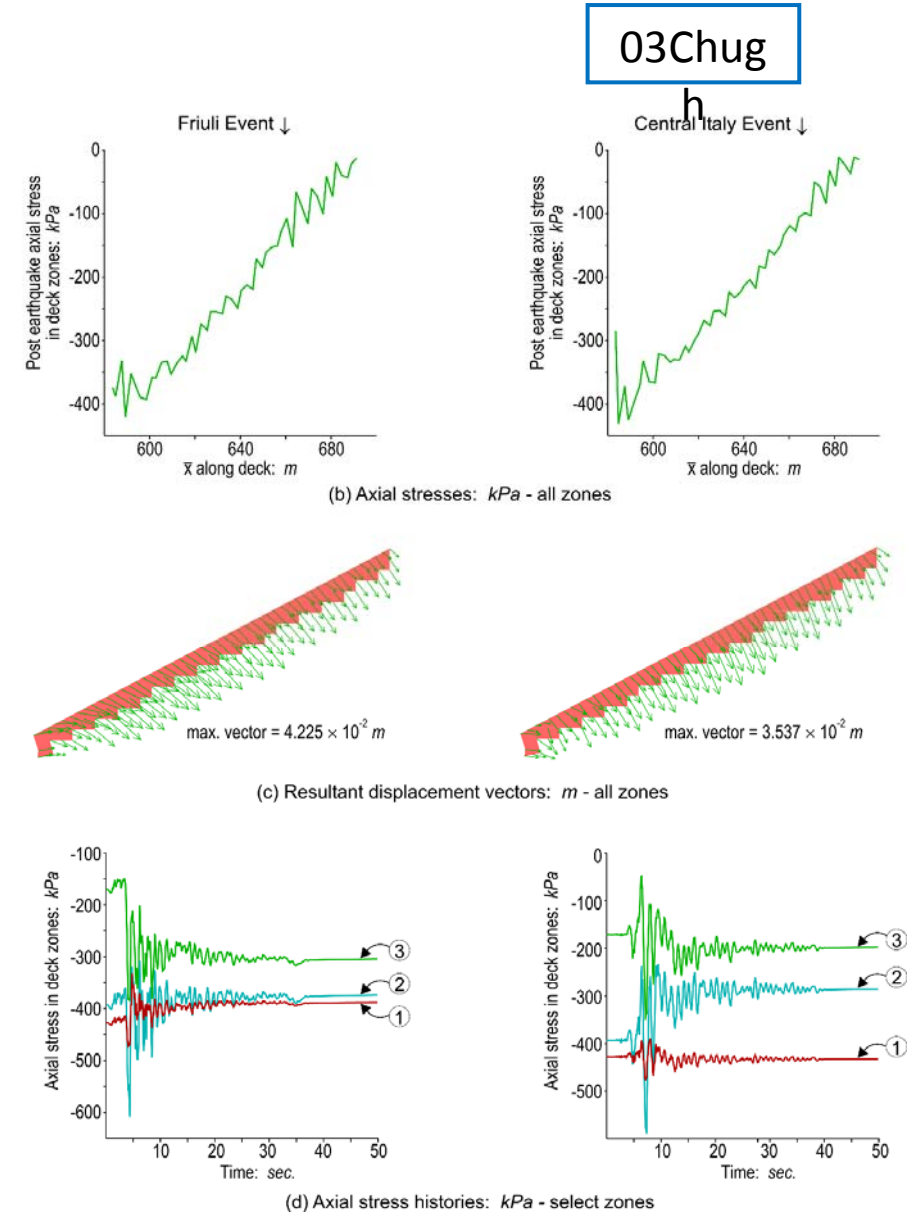 03Chug
h
Friuli Event ↓
Central Italy Event ↓
Post earthquake axial stress
in deck zones: kPa
0
-100
-200
-300
-400
600
640
680
x̅ along deck: m
Post earthquake axial stress
in deck zones: kPa
0
-100
-200
-300
-400
600
640
680
x̅ along deck: m
(b) Axial stresses: kPa - all zones
max. vector = 4.225 × 10⁻² m
max. vector = 3.537 × 10⁻² m
(c) Resultant displacement vectors: m - all zones
Axial stress in deck zones: kPa
-100
-200
-300
-400
-500
-600
3
2
1
10
20
30
40
50
Time: sec.
Axial stress in deck zones: kPa
0
-100
-200
-300
-400
-500
3
2
1
10
20
30
40
50
Time: sec.
(d) Axial stress histories: kPa - select zones